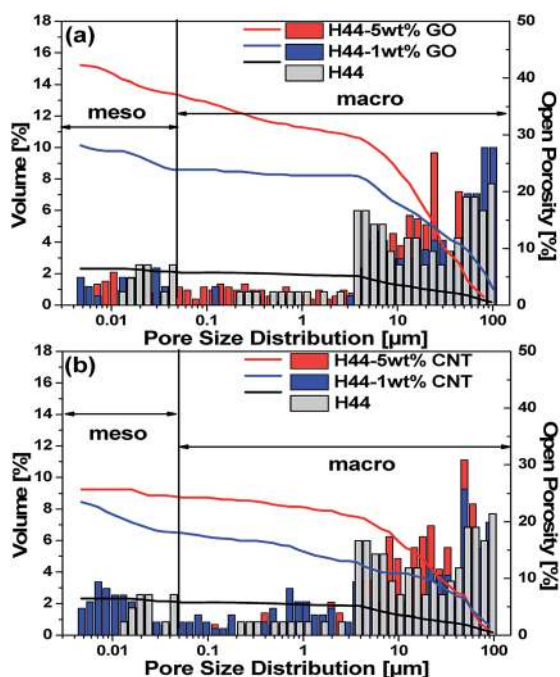 (a)
H44-5wt% GO
H44-1wt% GO
H44
meso
macro
Volume [%]
18
16
14
12
10
8
6
4
2
0
Open Porosity [%]
50
40
30
20
10
0
0.01 0.1 1 10 100
Pore Size Distribution [µm]
(b)
H44-5wt% CNT
H44-1wt% CNT
H44
meso
macro
Volume [%]
18
16
14
12
10
8
6
4
2
0
Open Porosity [%]
50
40
30
20
10
0
0.01 0.1 1 10 100
Pore Size Distribution [µm]